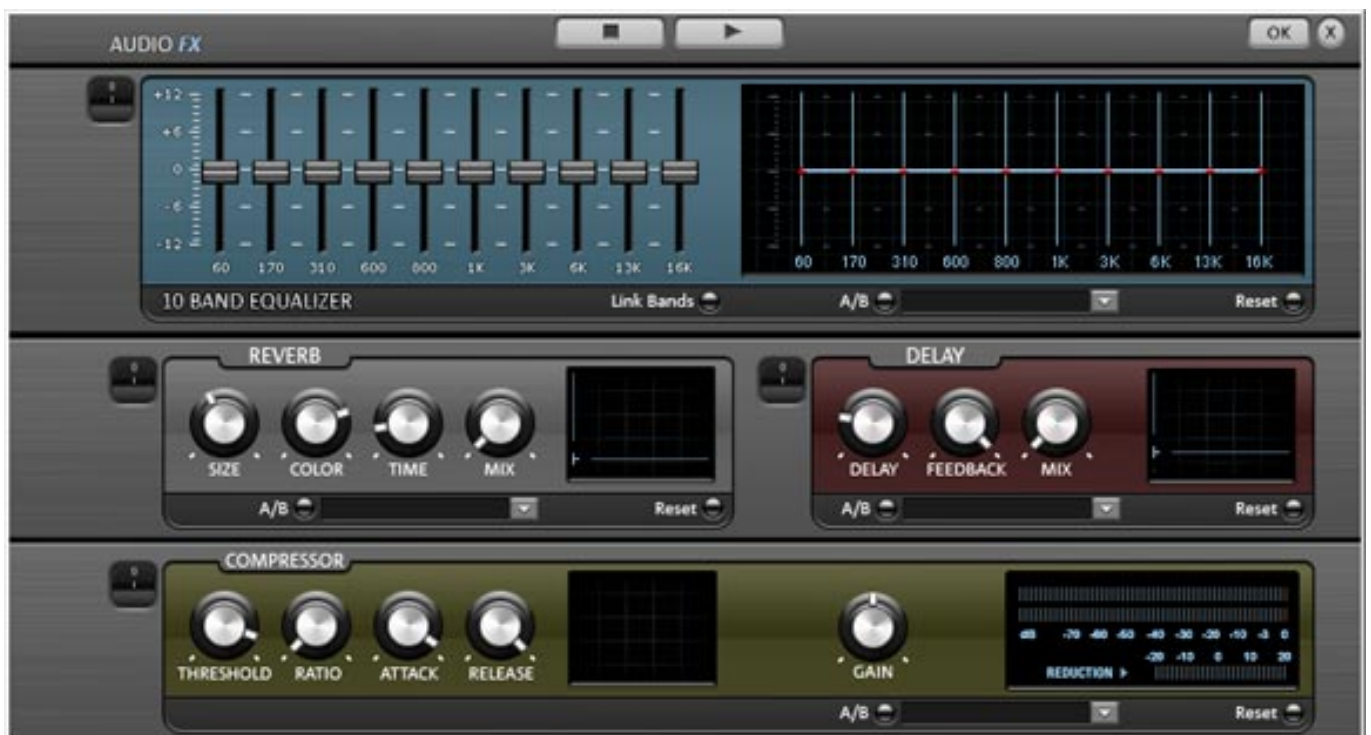 AUDIO FX
OK X
+12
+6
0
-6
-12
60 170 310 600 800 1K 3K 6K 13K 16K
60 170 310 600 800 1K 3K 6K 13K 16K
10 BAND EQUALIZER Link Bands A/B Reset
REVERB
SIZE COLOR TIME MIX
A/B Reset
DELAY
DELAY FEEDBACK MIX
A/B Reset
COMPRESSOR
THRESHOLD RATIO ATTACK RELEASE
GAIN
dB -70 -60 -50 -40 -30 -20 -10 -3 0
-20 -10 0 10 20
REDUCTION
A/B Reset